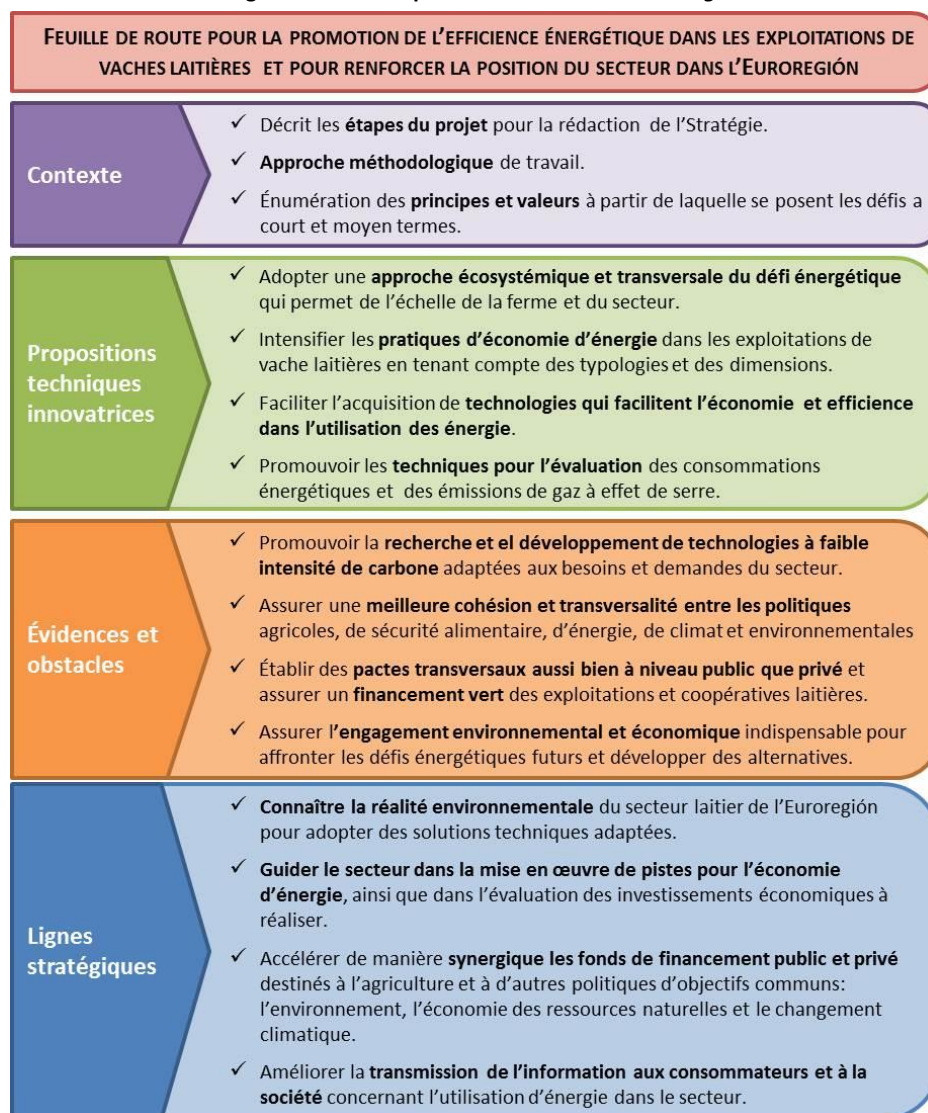 FEUILLE DE ROUTE POUR LA PROMOTION DE L'EFFICIENCE ÉNERGÉTIQUE DANS LES EXPLOITATIONS DE
VACHES LAITIÈRES ET POUR RENFORCER LA POSITION DU SECTEUR DANS L'EUROREGIÓN
Contexte
✓ Décrit les étapes du projet pour la rédaction de l'Stratégie.
✓ Approche méthodologique de travail.
✓ Énumération des principes et valeurs à partir de laquelle se posent les défis a
court et moyen termes.
Propositions
techniques
innovatrices
✓ Adopter une approche écosystémique et transversale du défi énergétique
qui permet de l'échelle de la ferme et du secteur.
✓ Intensifier les pratiques d'économie d'énergie dans les exploitations de
vache laitières en tenant compte des typologies et des dimensions.
✓ Faciliter l'acquisition de technologies qui facilitent l'économie et efficience
dans l'utilisation des énergie.
✓ Promouvoir les techniques pour l'évaluation des consommations
énergétiques et des émissions de gaz à effet de serre.
Évidences et
obstacles
✓ Promouvoir la recherche et el développement de technologies à faible
intensité de carbone adaptées aux besoins et demandes du secteur.
✓ Assurer une meilleure cohésion et transversalité entre les politiques
agricoles, de sécurité alimentaire, d'énergie, de climat et environnementales
✓ Établir des pactes transversaux aussi bien à niveau public que privé et
assurer un financement vert des exploitations et coopératives laitières.
✓ Assurer l'engagement environnemental et économique indispensable pour
affronter les défis énergétiques futurs et développer des alternatives.
Lignes
stratégiques
✓ Connaître la réalité environnementale du secteur laitier de l'Euroregión
pour adopter des solutions techniques adaptées.
✓ Guider le secteur dans la mise en œuvre de pistes pour l'économie
d'énergie, ainsi que dans l'évaluation des investissements économiques à
réaliser.
✓ Accélérer de manière synergique les fonds de financement public et privé
destinés à l'agriculture et à d'autres politiques d'objectifs communs:
l'environnement, l'économie des ressources naturelles et le changement
climatique.
✓ Améliorer la transmission de l'information aux consommateurs et à la
société concernant l'utilisation d'énergie dans le secteur.